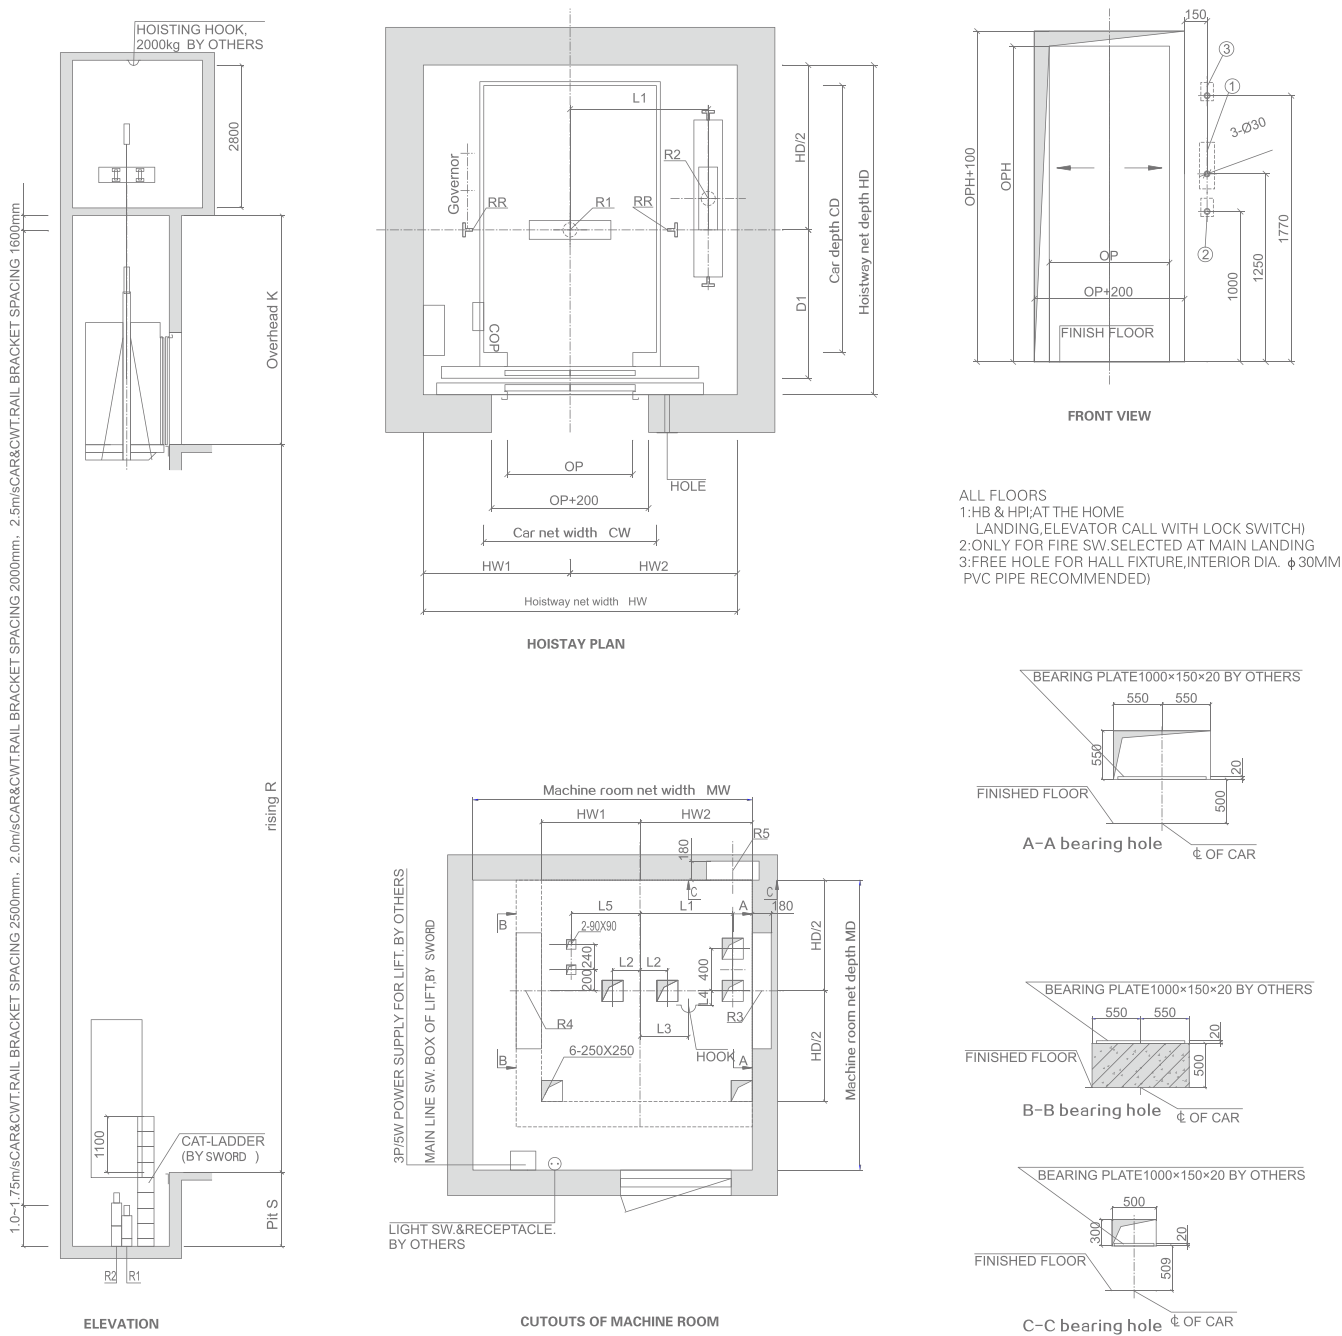 HOISTING HOOK,
2000kg BY OTHERS
2800
1.0~1.75m/sCAR&CWT.RAIL BRACKET SPACING 2500mm, 2.0m/sCAR&CWT.RAIL BRACKET SPACING 2000mm, 2.5m/sCAR&CWT.RAIL BRACKET SPACING 1600mm
Overhead K
rising R
1100
CAT-LADDER
(BY SWORD )
Pit S
R2 R1
ELEVATION
L1
HD/2
Governor
R2
RR R1 RR
Car depth CD
Hoistway net depth HD
D1
COP
OP
HOLE
OP+200
Car net width CW
HW1 HW2
Hoistway net width HW
HOISTAY PLAN
150
3
1
3-Ø30
OPH+100
OPH
2
OP
OP+200
1000
1250
1770
FINISH FLOOR
FRONT VIEW
ALL FLOORS
1:HB & HPI;AT THE HOME
LANDING,ELEVATOR CALL WITH LOCK SWITCH)
2:ONLY FOR FIRE SW.SELECTED AT MAIN LANDING
3:FREE HOLE FOR HALL FIXTURE,INTERIOR DIA. ϕ30MM
PVC PIPE RECOMMENDED)
Machine room net width MW
HW1 HW2
R5
180
C C
L5 L1 A 180
B
2-90X90
240
200
L2 L2
400
L4
HD/2
R4 L3 R3
HOOK
6-250X250
B A
HD/2
Machine room net depth MD
3P/5W POWER SUPPLY FOR LIFT. BY OTHERS
MAIN LINE SW. BOX OF LIFT,BY SWORD
LIGHT SW.&RECEPTACLE.
BY OTHERS
CUTOUTS OF MACHINE ROOM
BEARING PLATE1000×150×20 BY OTHERS
550 550
550
20
500
FINISHED FLOOR
A-A bearing hole
℄ OF CAR
BEARING PLATE1000×150×20 BY OTHERS
550 550
20
500
FINISHED FLOOR
B-B bearing hole
℄ OF CAR
BEARING PLATE1000×150×20 BY OTHERS
500
300
20
509
FINISHED FLOOR
C-C bearing hole
℄ OF CAR